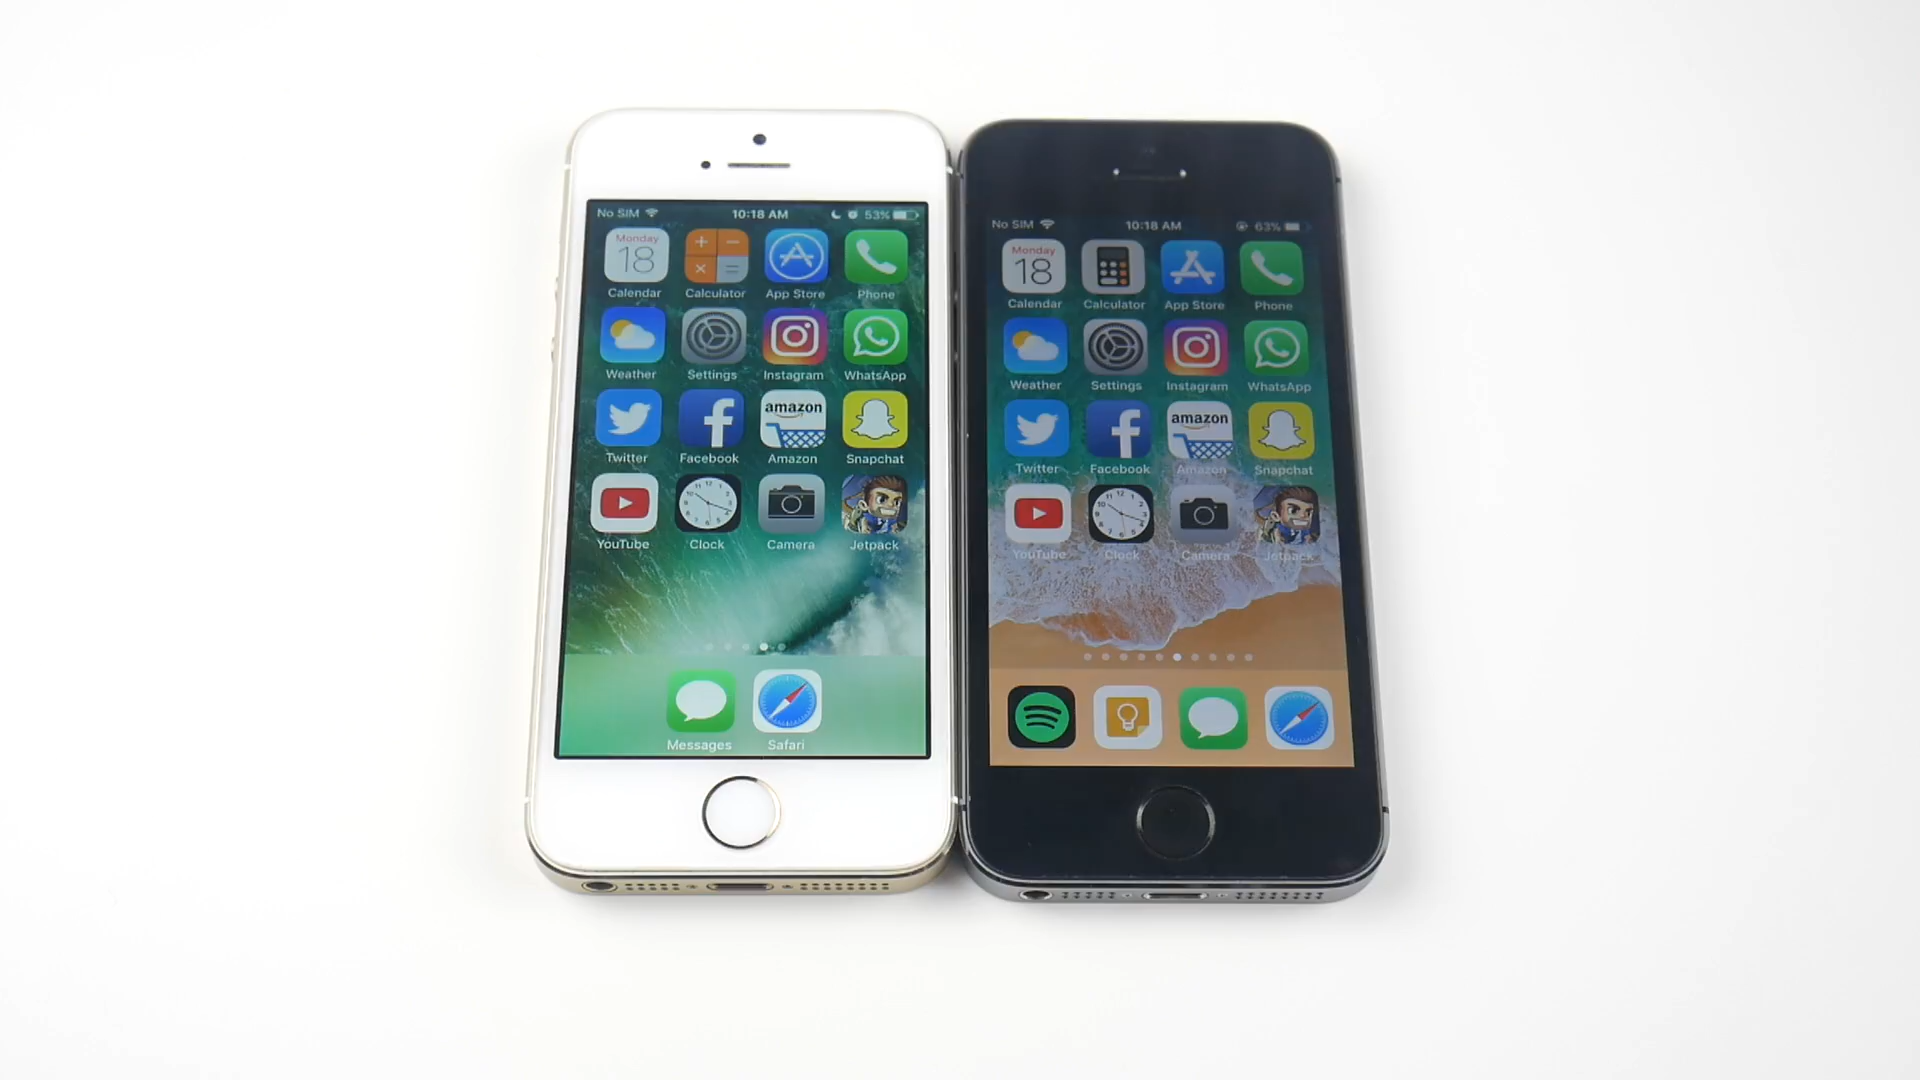 No SIM 10:18 AM 53%
Monday
18
Calendar Calculator App Store Phone
Weather Settings Instagram WhatsApp
amazon
Twitter Facebook Amazon Snapchat
YouTube Clock Camera Jetpack
Messages Safari
No SIM 10:18 AM 63%
Monday
18
Calendar Calculator App Store Phone
Weather Settings Instagram WhatsApp
amazon
Twitter Facebook Amazon Snapchat
YouTube Clock Camera Jetpack